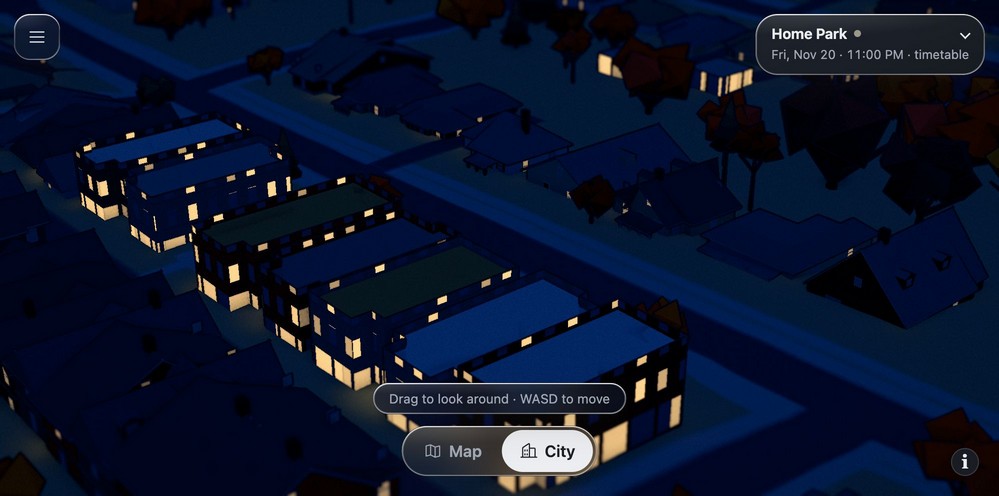 Home Park
Fri, Nov 20 · 11:00 PM · timetable
Drag to look around · WASD to move
Map
City
i